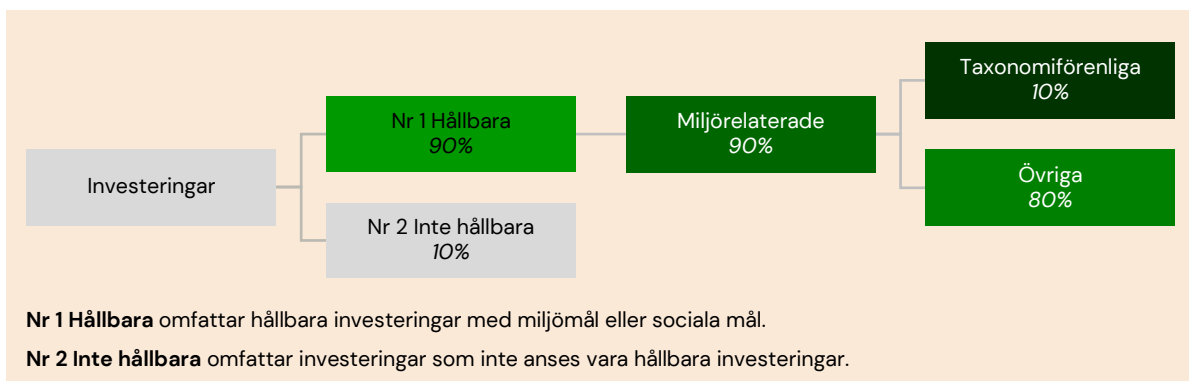 Taxonomiförenliga
10%
Nr 1 Hållbara
90%
Miljörelaterade
90%
Investeringar
Övriga
80%
Nr 2 Inte hållbara
10%
Nr 1 Hållbara omfattar hållbara investeringar med miljömål eller sociala mål.
Nr 2 Inte hållbara omfattar investeringar som inte anses vara hållbara investeringar.